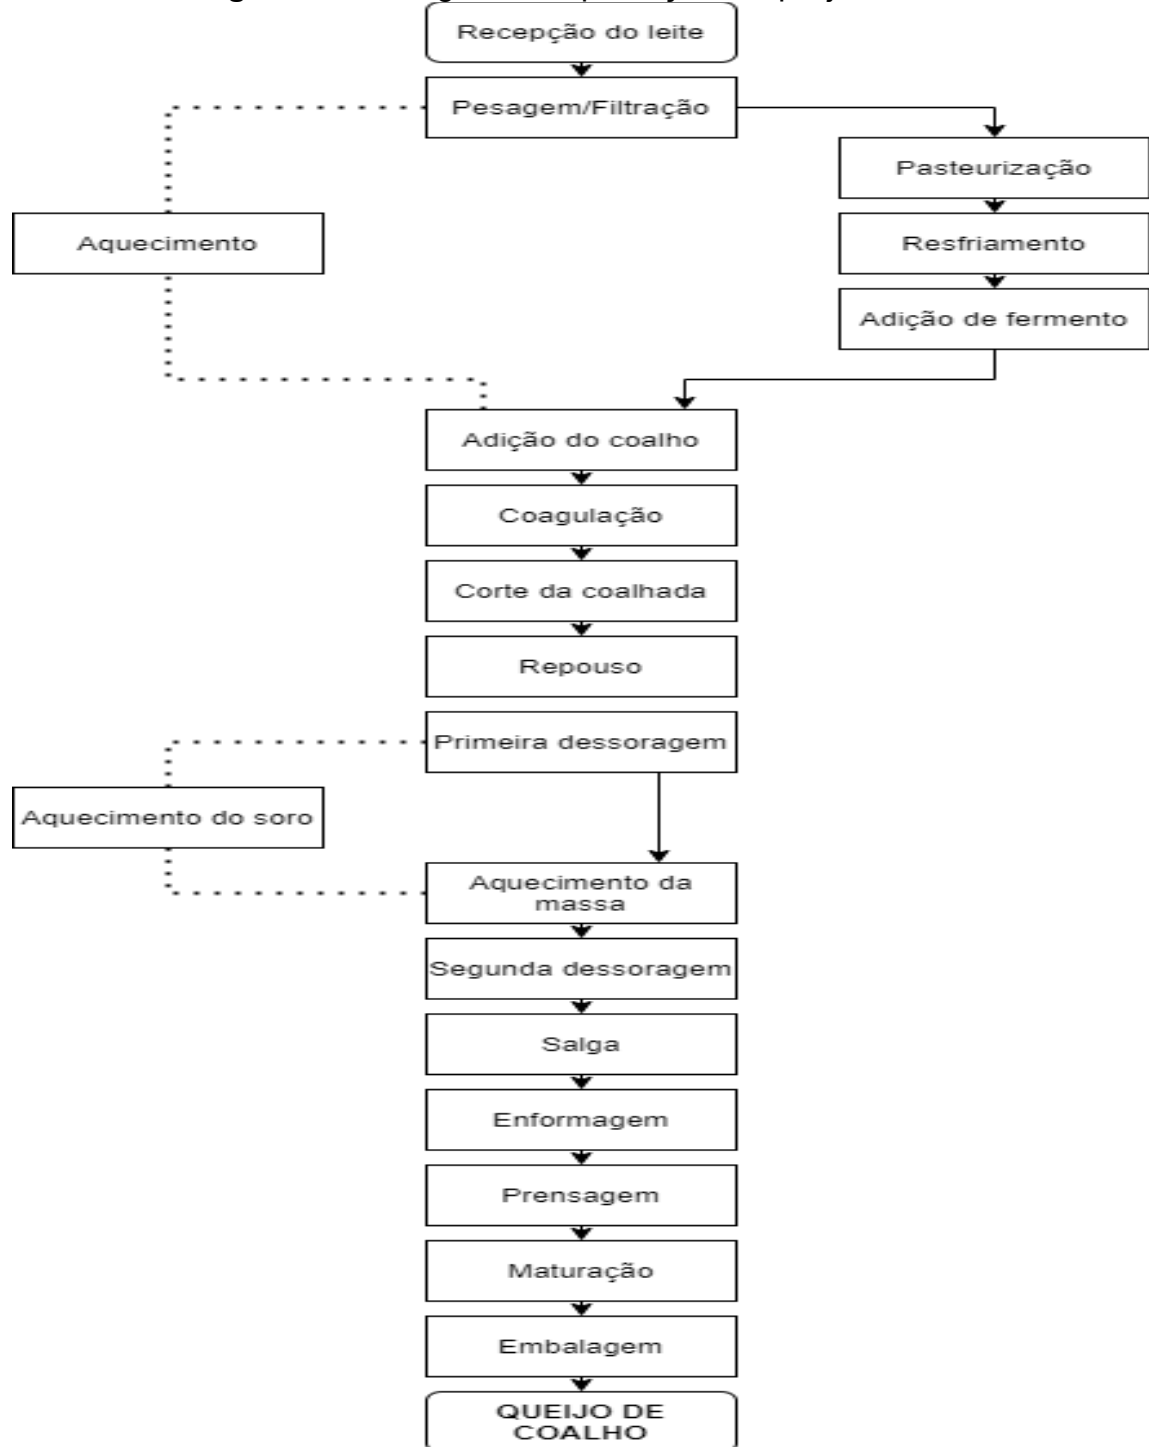 Recepção do leite
Pesagem/Filtração
Pasteurização
Aquecimento
Resfriamento
Adição de fermento
Adição do coalho
Coagulação
Corte da coalhada
Repouso
Primeira dessoragem
Aquecimento do soro
Aquecimento da
massa
Segunda dessoragem
Salga
Enformagem
Prensagem
Maturação
Embalagem
QUEIJO DE
COALHO